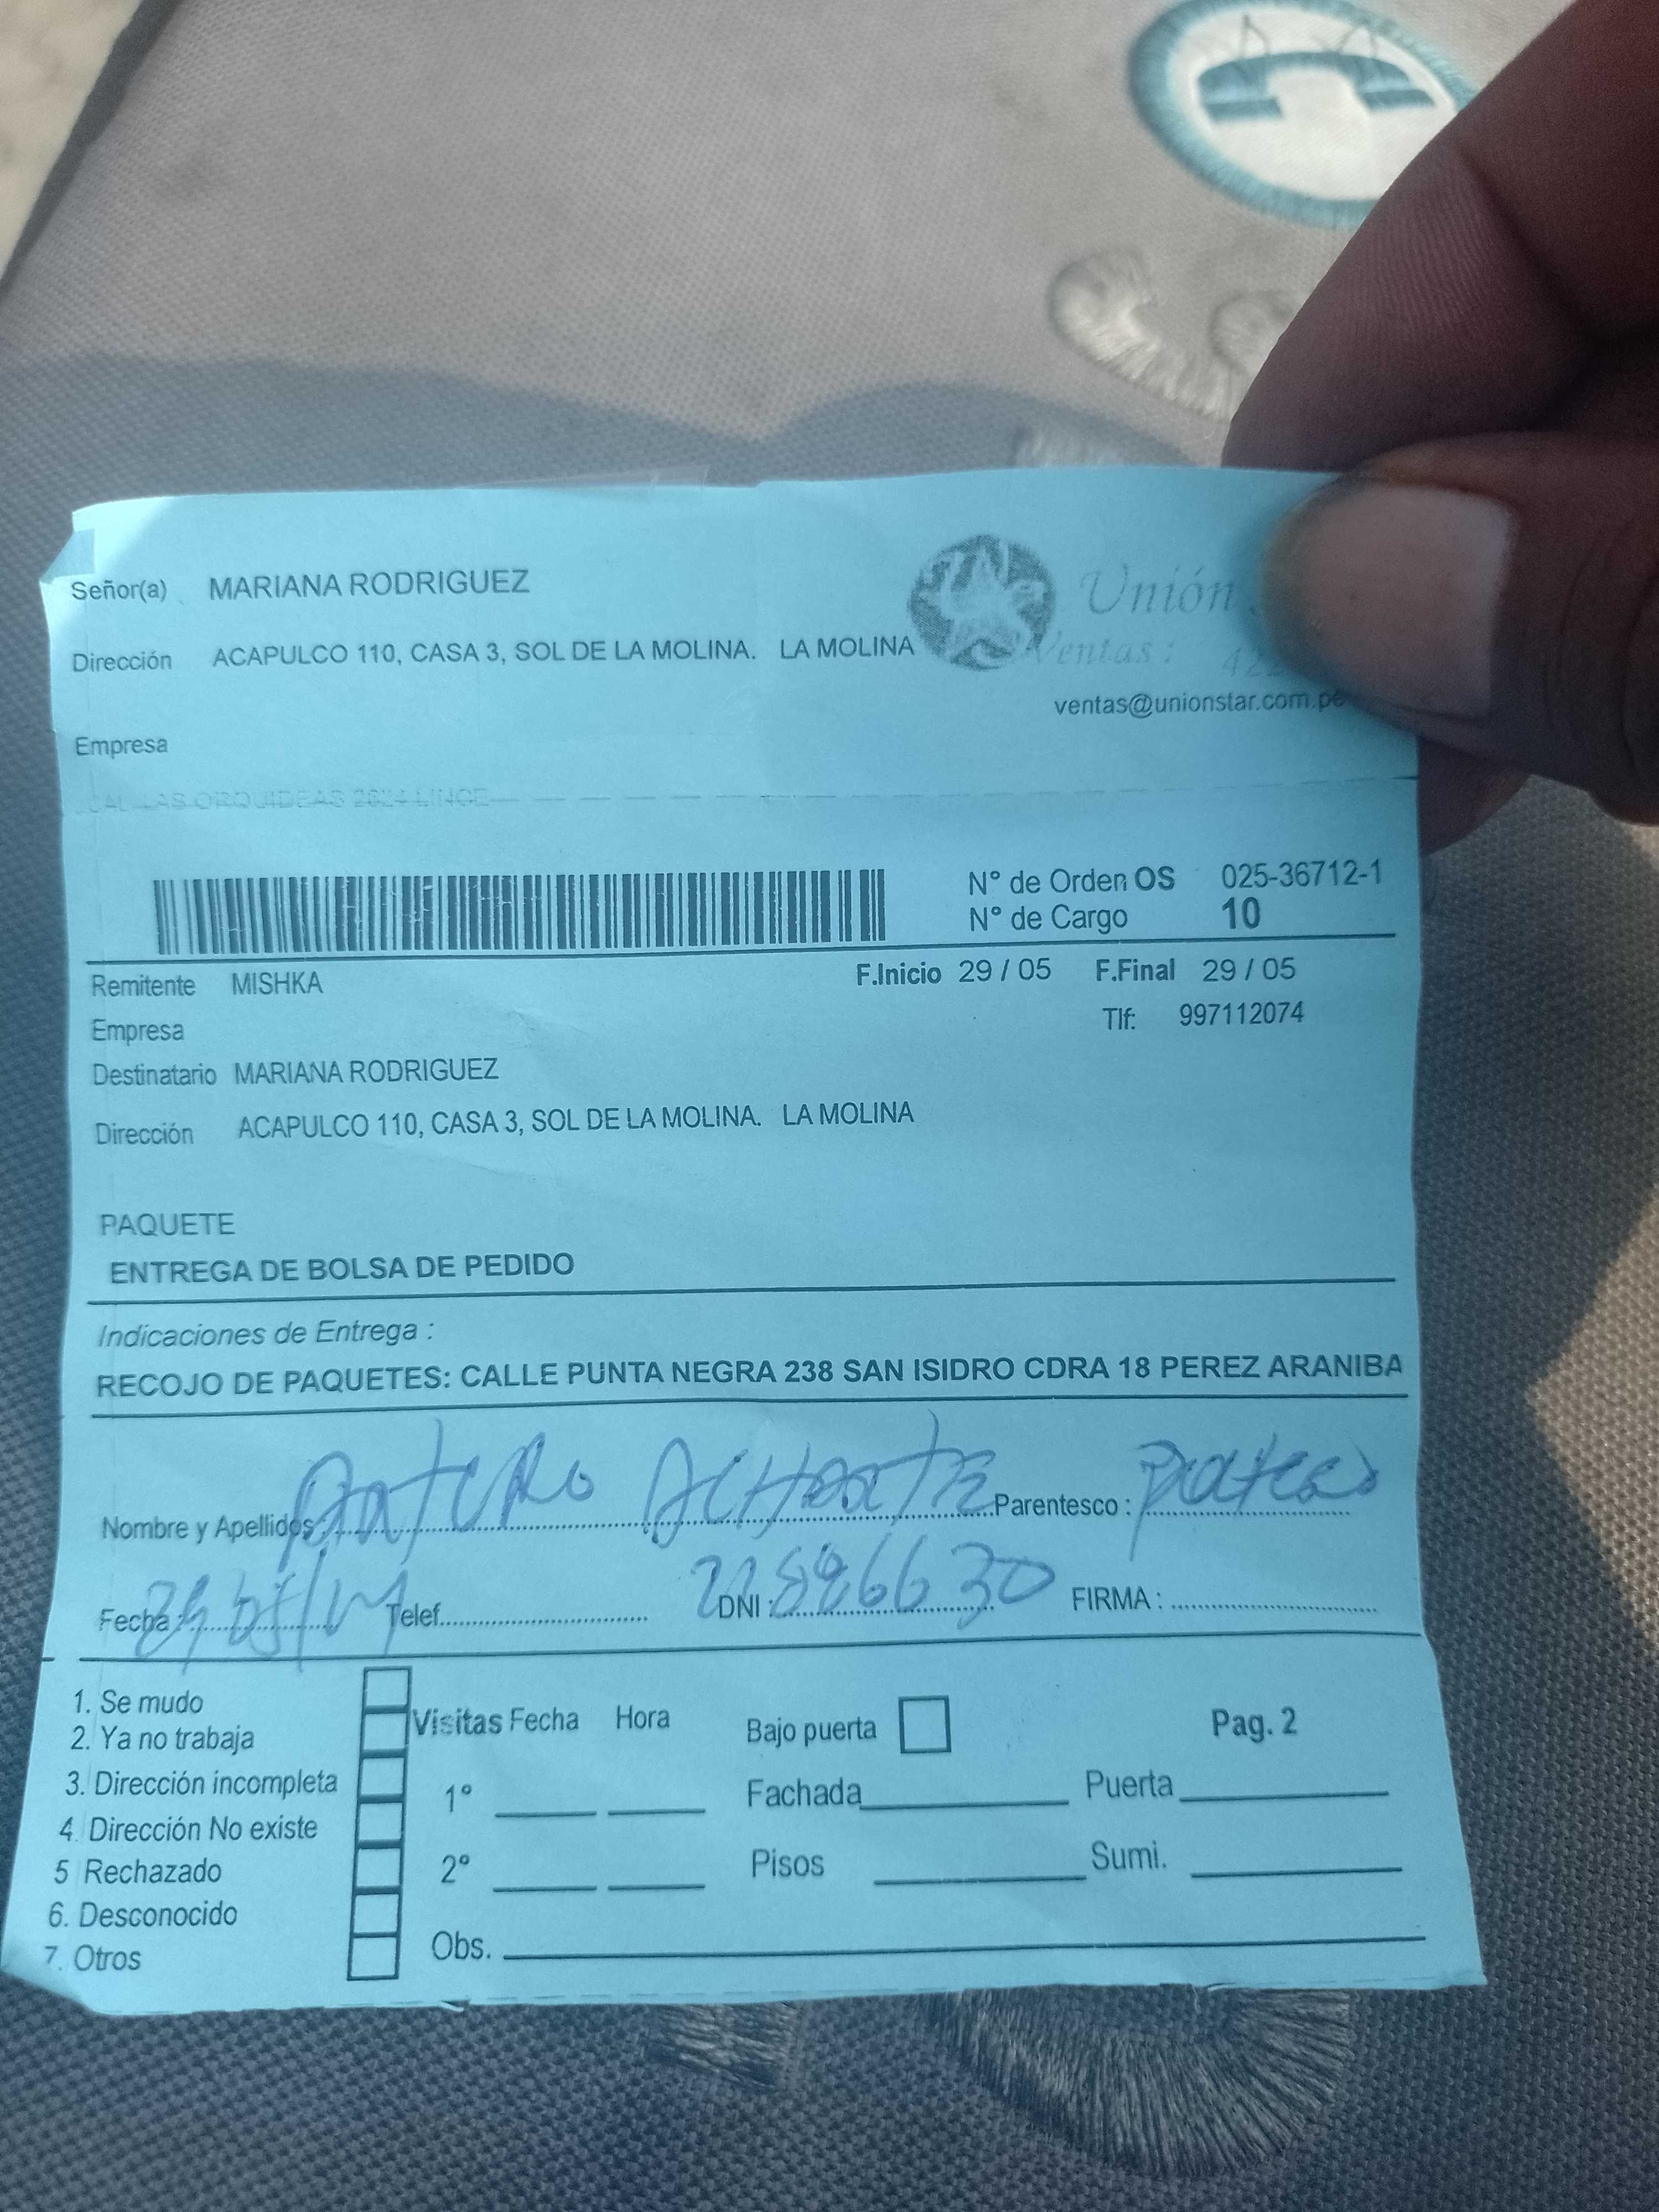 Señor(a) MARIANA RODRIGUEZ
Unión
Dirección ACAPULCO 110, CASA 3, SOL DE LA MOLINA. LA MOLINA
Ventas: 42
ventas@unionstar.com.pe
Empresa
CAL LAS ORQUIDEAS 2624 LINCE
N° de Orden OS 025-36712-1
N° de Cargo 10
Remitente MISHKA F.Inicio 29 / 05 F.Final 29 / 05
Empresa Tlf: 997112074
Destinatario MARIANA RODRIGUEZ
Dirección ACAPULCO 110, CASA 3, SOL DE LA MOLINA. LA MOLINA
PAQUETE
ENTREGA DE BOLSA DE PEDIDO
Indicaciones de Entrega :
RECOJO DE PAQUETES: CALLE PUNTA NEGRA 238 SAN ISIDRO CDRA 18 PEREZ ARANIBA
Nombre y Apellidos: Parentesco :
Fecha : Telef. DNI : FIRMA :
1. Se mudo
2. Ya no trabaja
3. Dirección incompleta
4. Dirección No existe
5 Rechazado
6. Desconocido
7. Otros
Visitas Fecha Hora Bajo puerta Pag. 2
1° Fachada Puerta
2° Pisos Sumi.
Obs.